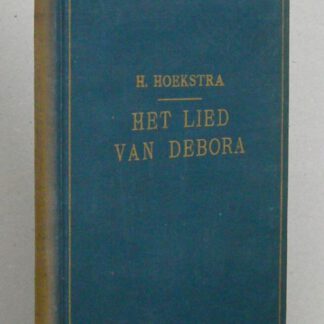 H. HOEKSTRA
HET LIED
VAN DEBORA